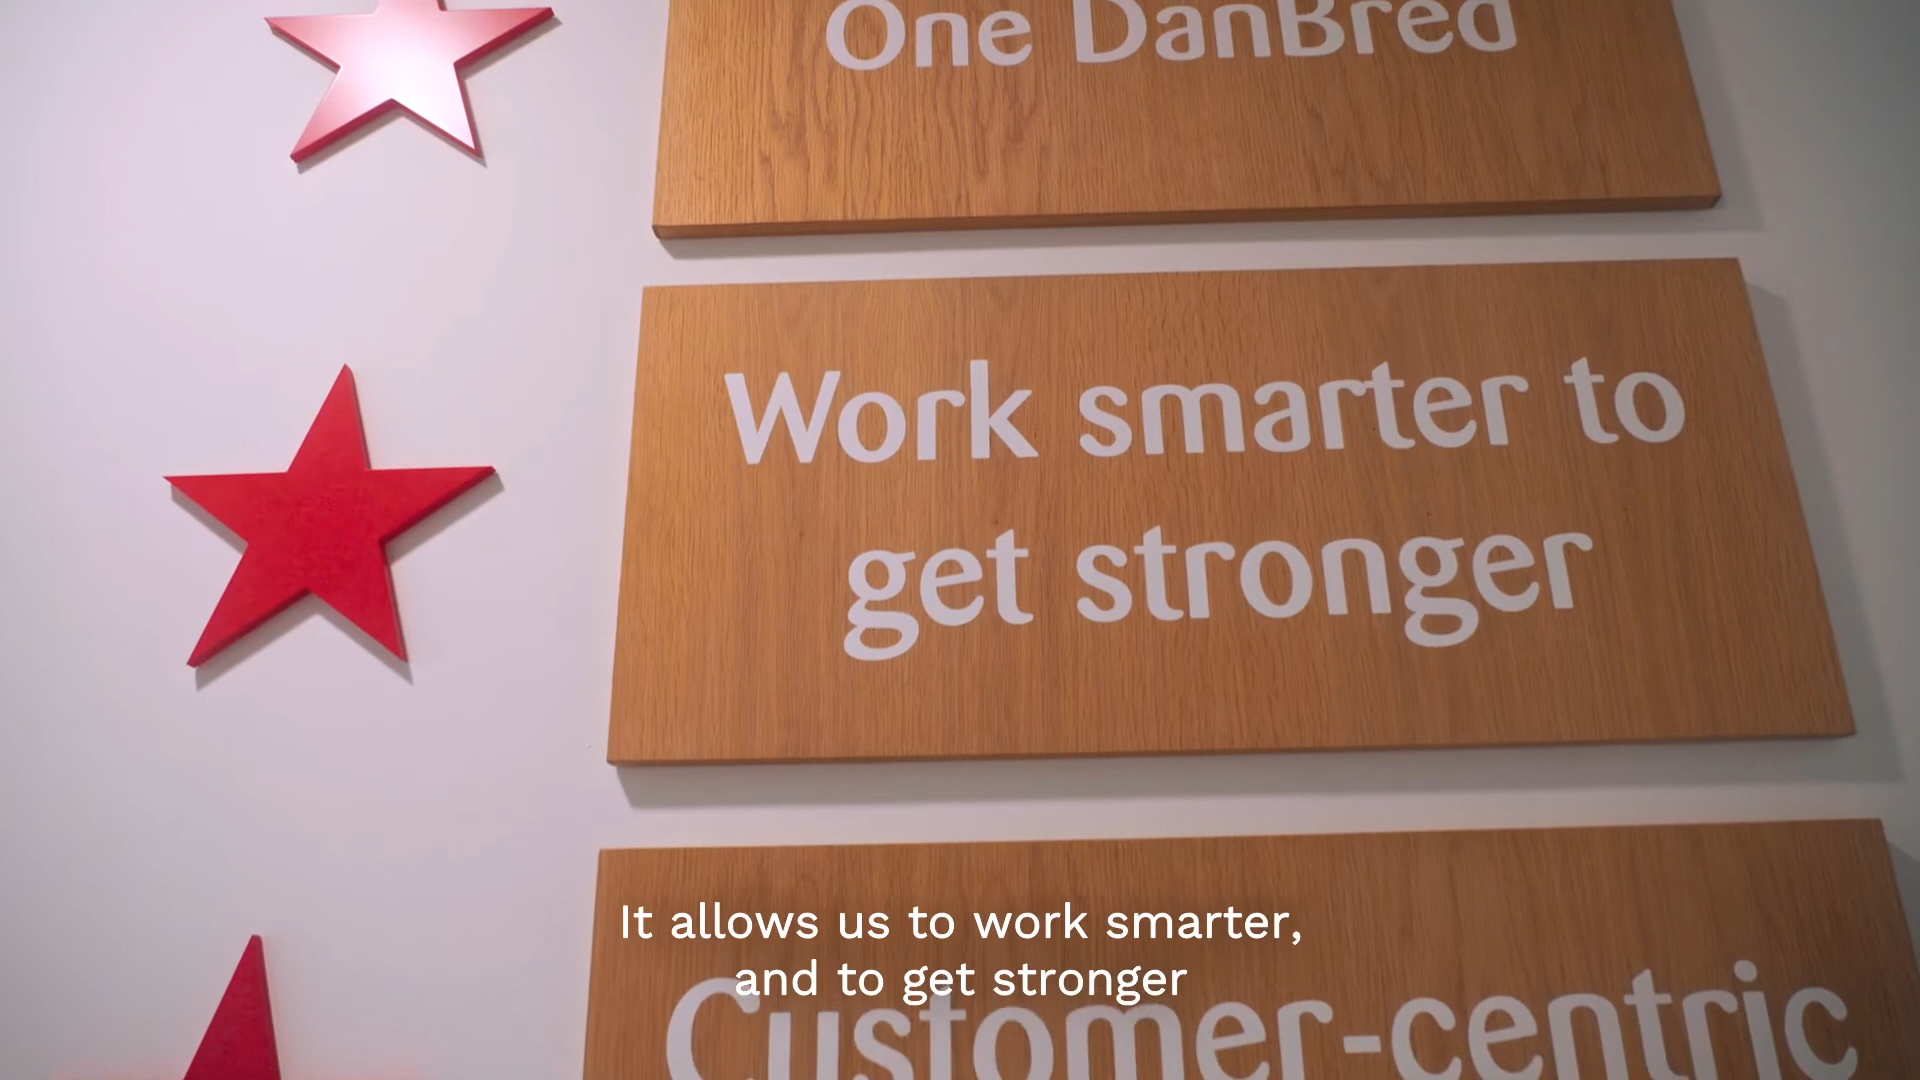 One DanBred
Work smarter to
get stronger
It allows us to work smarter,
and to get stronger
Customer-centric